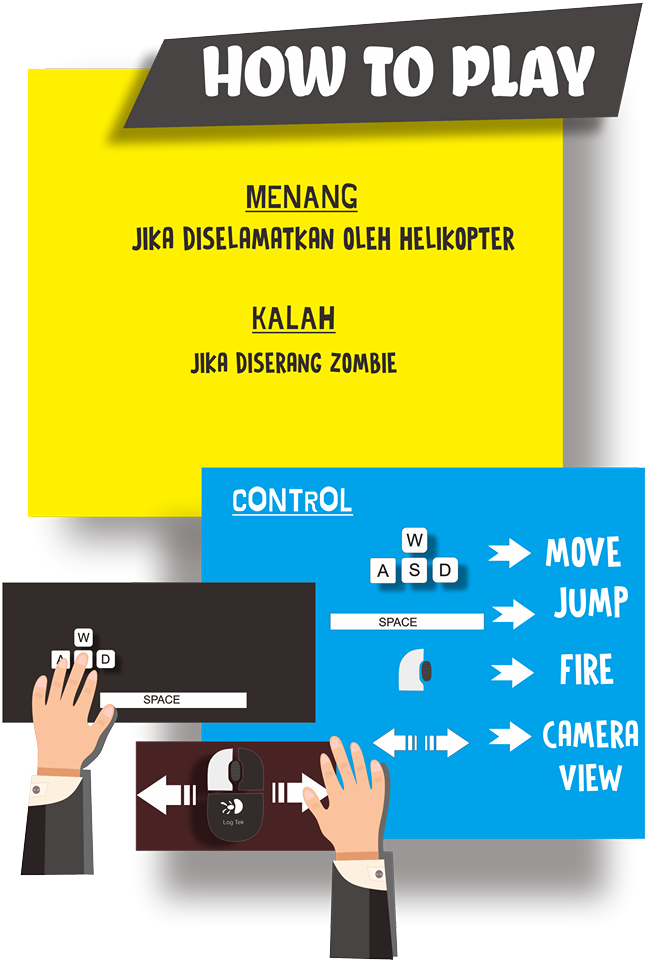 HOW TO PLAY
MENANG
JIKA DISELAMATKAN OLEH HELIKOPTER
KALAH
JIKA DISERANG ZOMBIE
CONTROL
W
A S D
MOVE
SPACE
JUMP
FIRE
CAMERA
VIEW
W
A D
SPACE
Log Tek